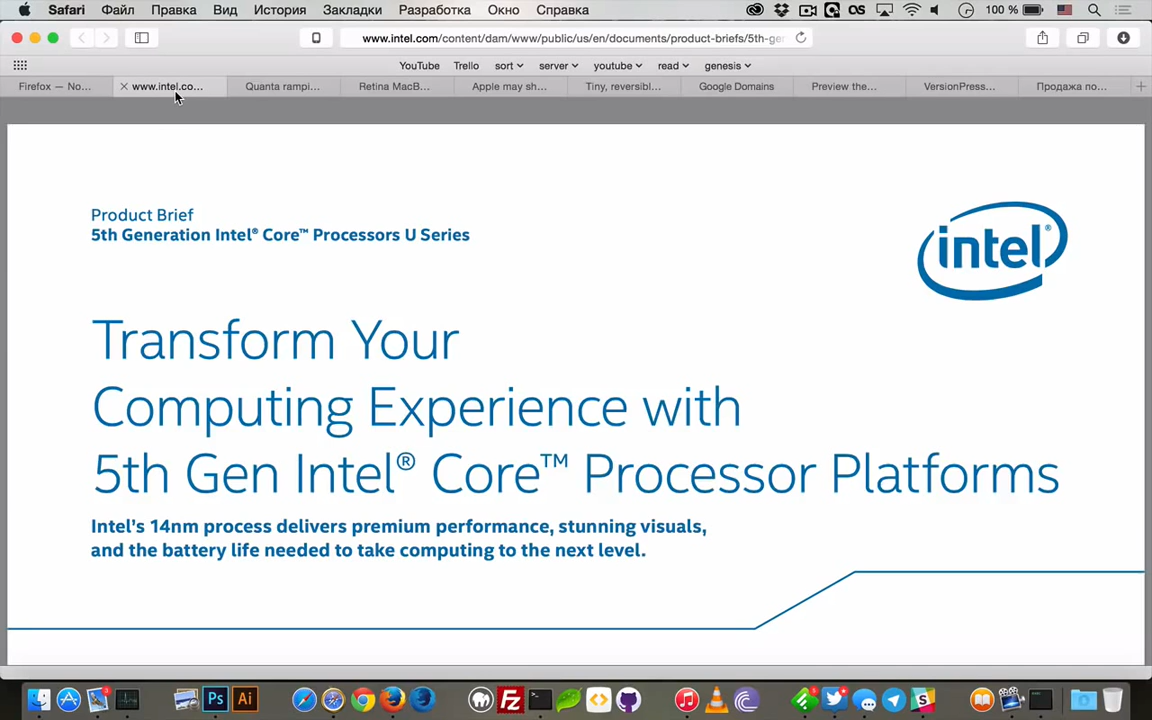 Safari Файл Правка Вид История Закладки Разработка Окно Справка 100 %
www.intel.com/content/dam/www/public/us/en/documents/product-briefs/5th-ge
YouTube Trello sort server youtube read genesis
Firefox — No... www.intel.co... Quanta rampi... Retina MacB... Apple may sh... Tiny, reversibl... Google Domains Preview the... VersionPress... Продажа по...
Product Brief
5th Generation Intel® Core™ Processors U Series
intel®
Transform Your
Computing Experience with
5th Gen Intel® Core™ Processor Platforms
Intel's 14nm process delivers premium performance, stunning visuals,
and the battery life needed to take computing to the next level.
Ps Ai Fz